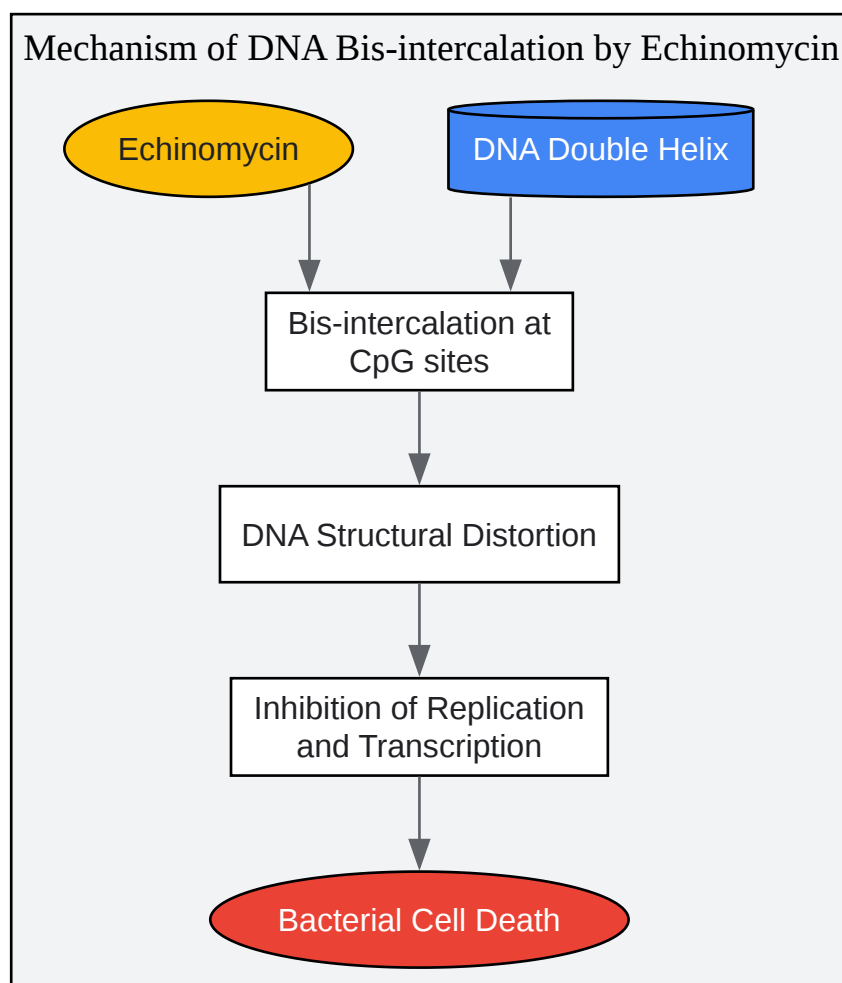 Mechanism of DNA Bis-intercalation by Echinomycin
Echinomycin
DNA Double Helix
Bis-intercalation at
CpG sites
DNA Structural Distortion
Inhibition of Replication
and Transcription
Bacterial Cell Death